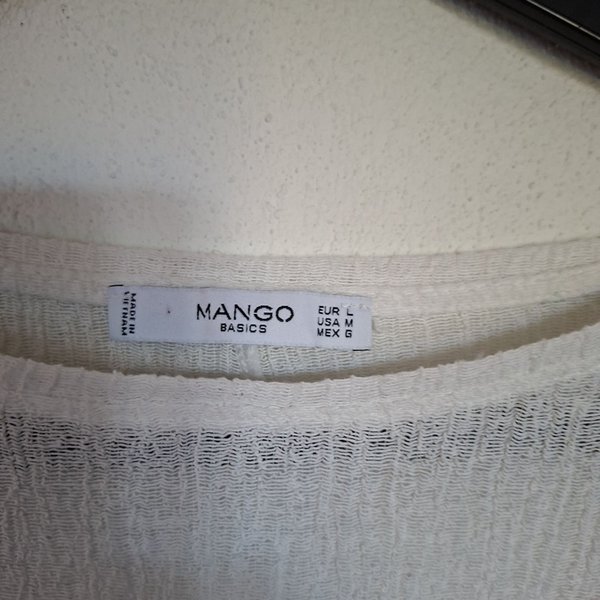 MADE IN
VIETNAM
MANGO
BASICS
EUR L
USA M
MEX G